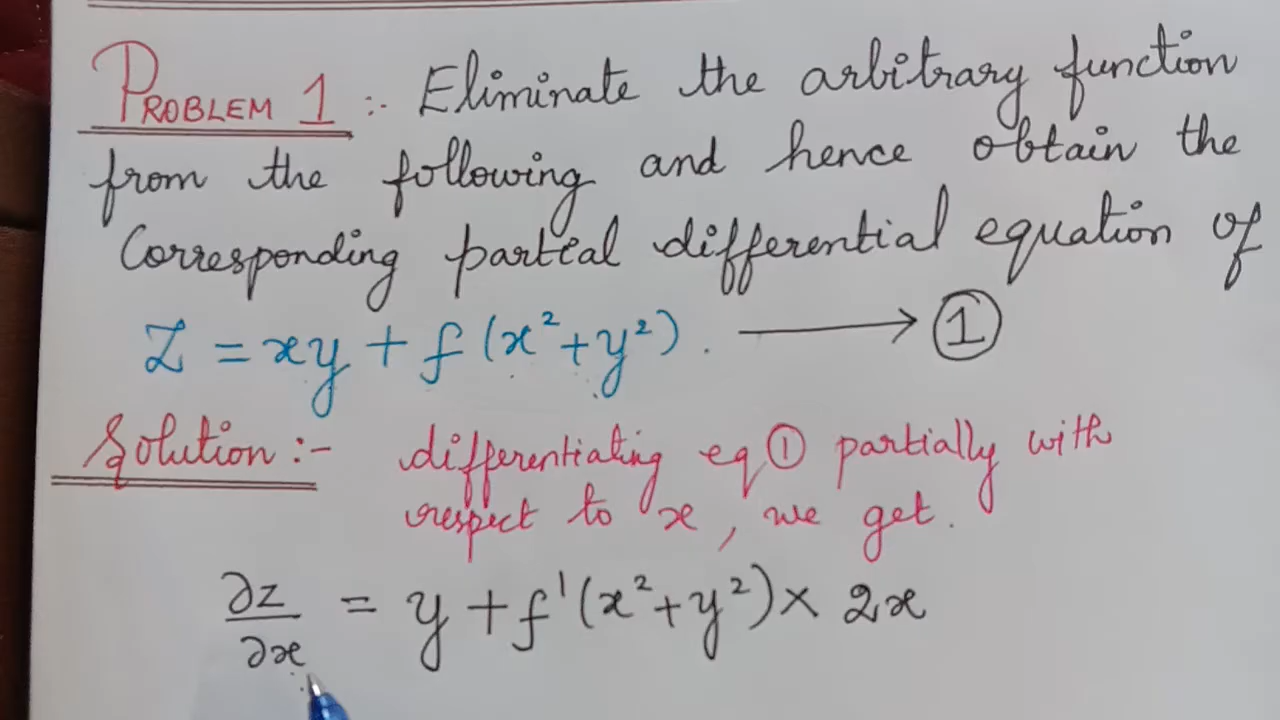 PROBLEM 1 :- Eliminate the arbitrary function
from the following and hence obtain the
Corresponding partial differential equation of
Z = xy + f(x²+y²). ⟶ ①
Solution :- differentiating eq ① partially with
respect to x, we get.
∂z/∂x = y + f'(x²+y²) × 2x